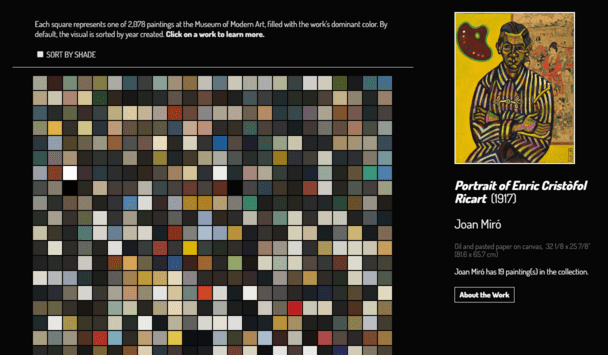 Each square represents one of 2,078 paintings at the Museum of Modern Art, filled with the work's dominant color. By
default, the visual is sorted by year created. Click on a work to learn more.
SORT BY SHADE
Portrait of Enric Cristòfol
Ricart (1917)
Joan Miró
Oil and pasted paper on canvas, 32 1/8 x 25 7/8"
(81.6 x 65.7 cm)
Joan Miró has 19 painting(s) in the collection.
About the Work